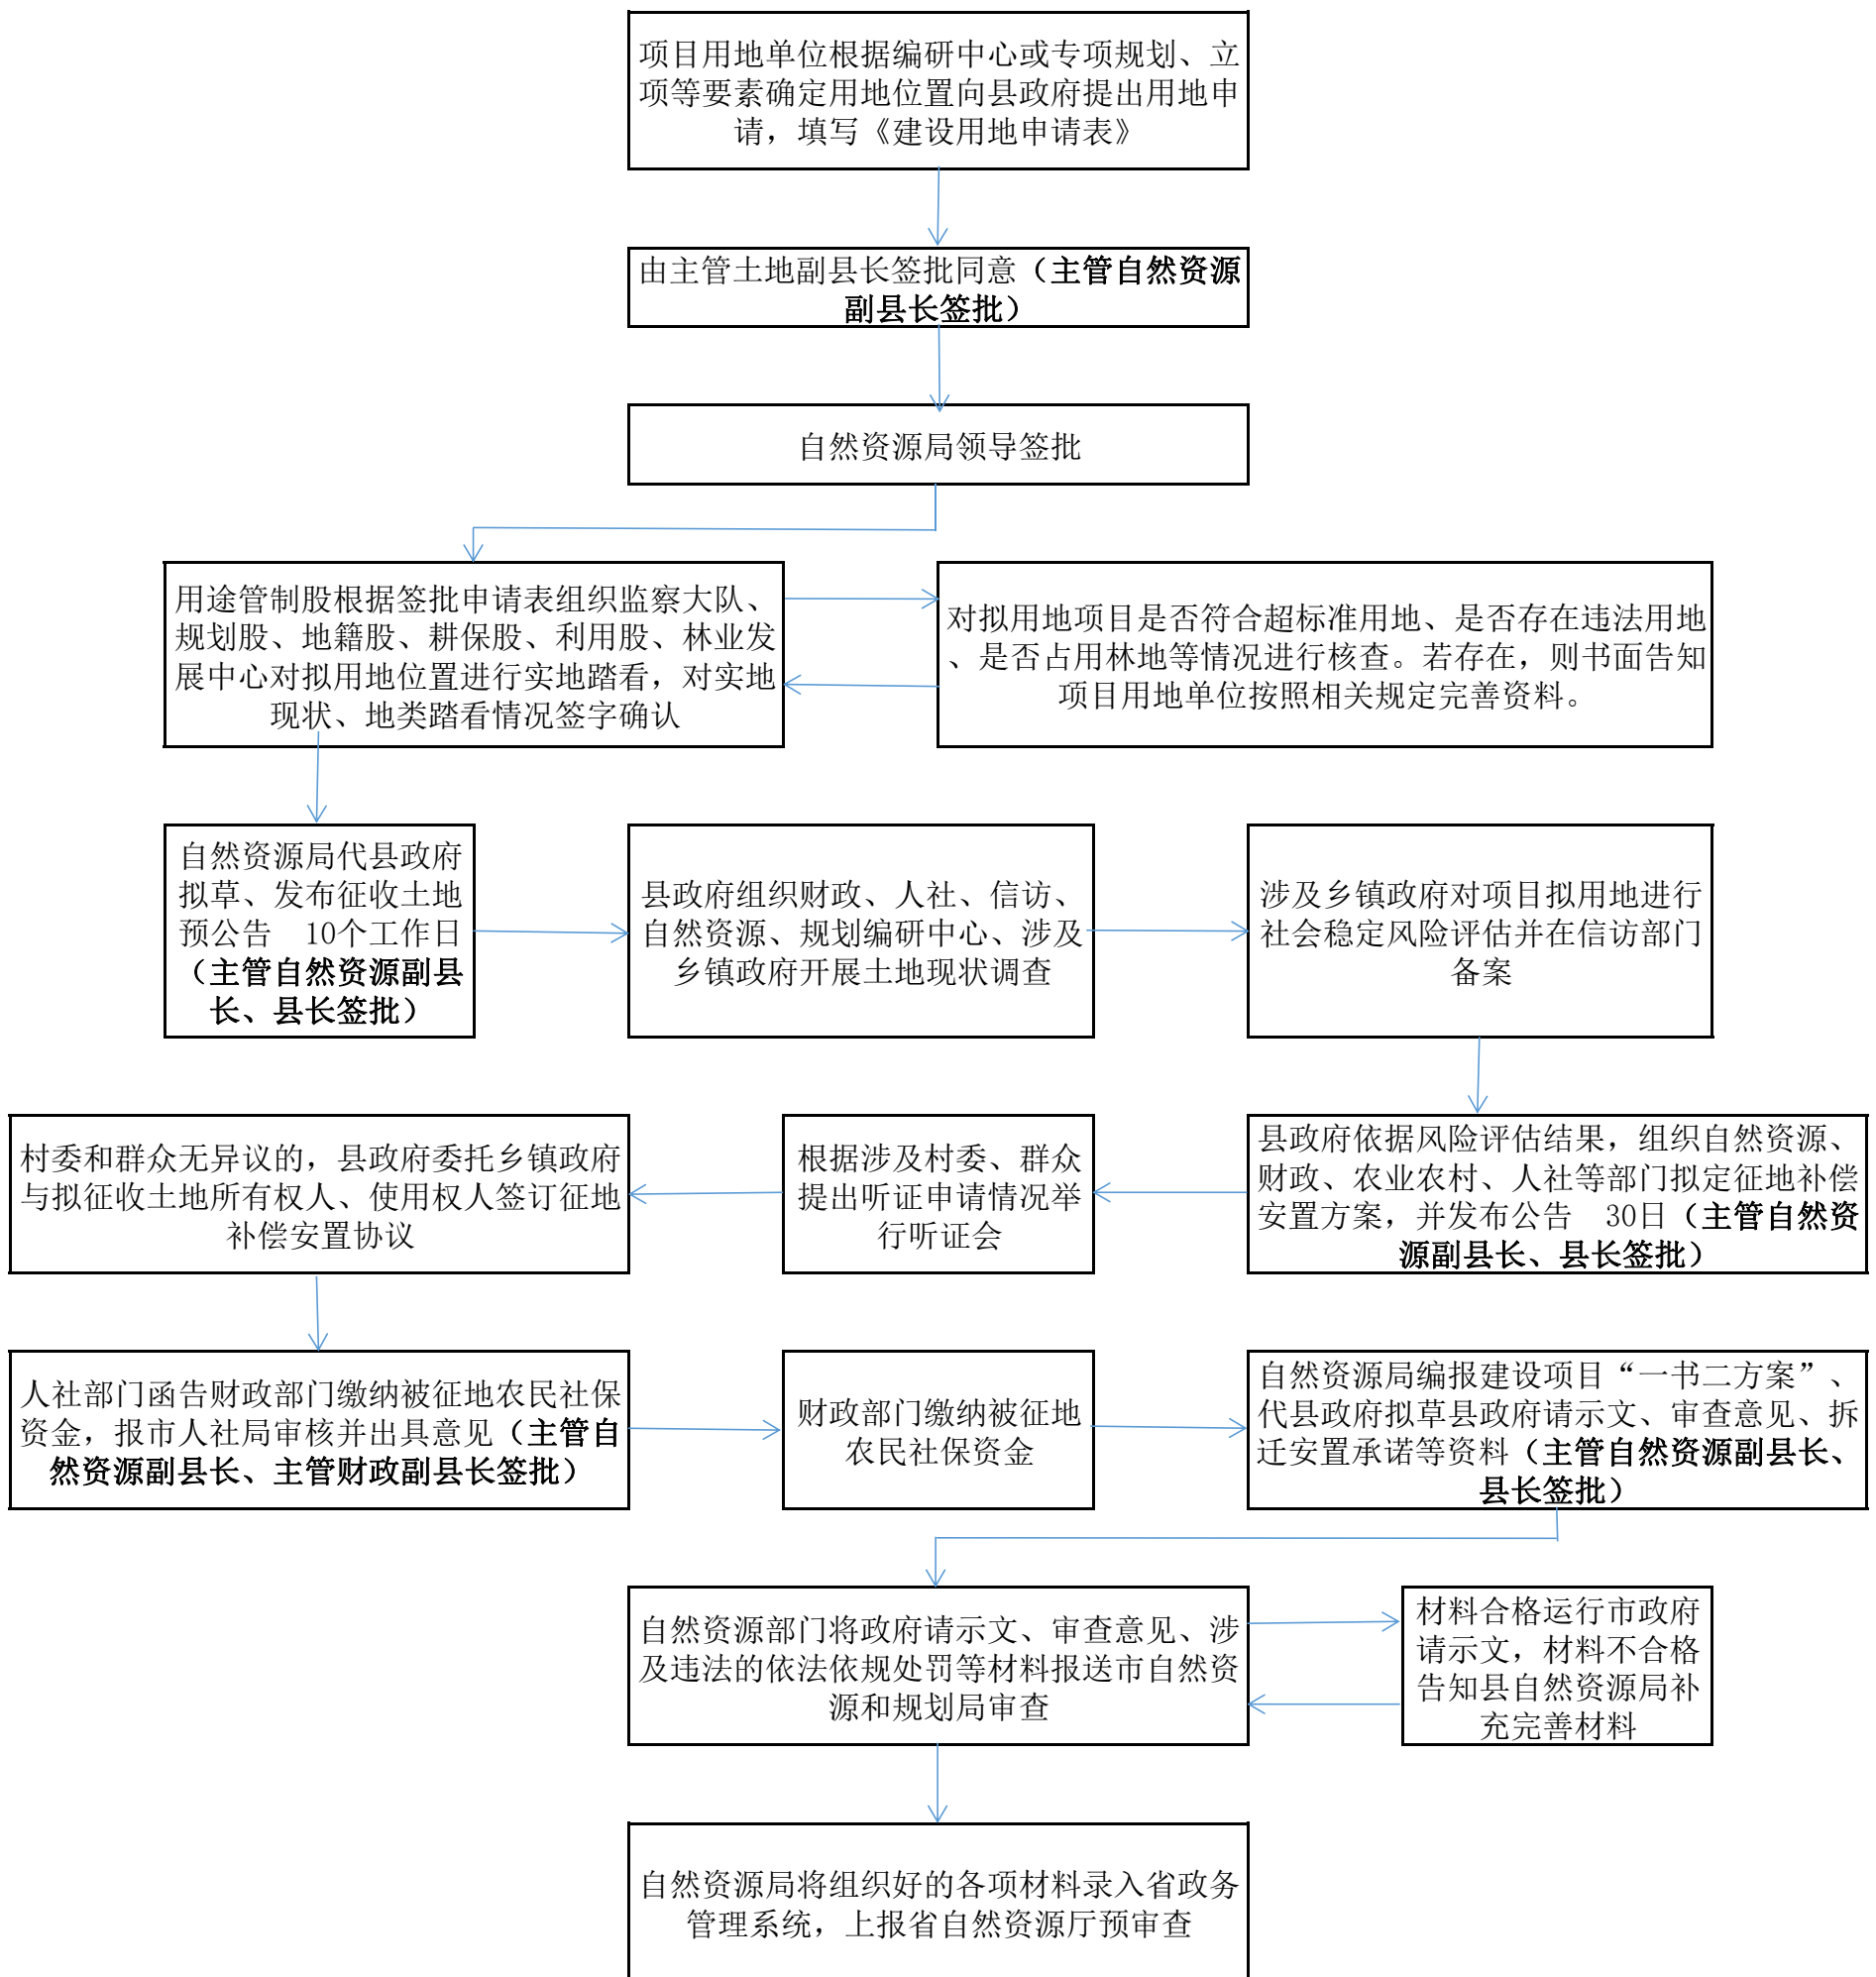 项目用地单位根据编研中心或专项规划、立
项等要素确定用地位置向县政府提出用地申
请，填写《建设用地申请表》
由主管土地副县长签批同意（主管自然资源
副县长签批）
自然资源局领导签批
用途管制股根据签批申请表组织监察大队、
规划股、地籍股、耕保股、利用股、林业发
展中心对拟用地位置进行实地踏看，对实地
现状、地类踏看情况签字确认
对拟用地项目是否符合超标准用地、是否存在违法用地
、是否占用林地等情况进行核查。若存在，则书面告知
项目用地单位按照相关规定完善资料。
自然资源局代县政府
拟草、发布征收土地
预公告　10个工作日
（主管自然资源副县
长、县长签批）
县政府组织财政、人社、信访、
自然资源、规划编研中心、涉及
乡镇政府开展土地现状调查
涉及乡镇政府对项目拟用地进行
社会稳定风险评估并在信访部门
备案
县政府依据风险评估结果，组织自然资源、
财政、农业农村、人社等部门拟定征地补偿
安置方案，并发布公告　30日（主管自然资
源副县长、县长签批）
根据涉及村委、群众
提出听证申请情况举
行听证会
村委和群众无异议的，县政府委托乡镇政府
与拟征收土地所有权人、使用权人签订征地
补偿安置协议
人社部门函告财政部门缴纳被征地农民社保
资金，报市人社局审核并出具意见（主管自
然资源副县长、主管财政副县长签批）
财政部门缴纳被征地
农民社保资金
自然资源局编报建设项目“一书二方案”、
代县政府拟草县政府请示文、审查意见、拆
迁安置承诺等资料（主管自然资源副县长、
县长签批）
自然资源部门将政府请示文、审查意见、涉
及违法的依法依规处罚等材料报送市自然资
源和规划局审查
材料合格运行市政府
请示文，材料不合格
告知县自然资源局补
充完善材料
自然资源局将组织好的各项材料录入省政务
管理系统，上报省自然资源厅预审查